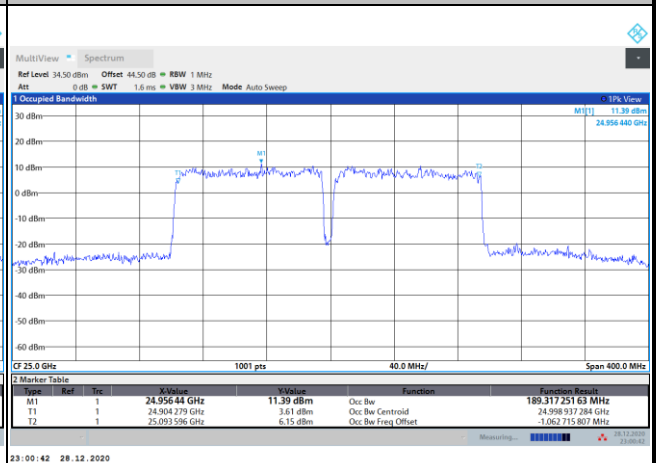 MultiView Spectrum
Ref Level 34.50 dBm Offset 44.50 dB RBW 1 MHz
Att 0 dB SWT 1.6 ms VBW 3 MHz Mode Auto Sweep
1 Occupied Bandwidth 1Pk View
M1[1] 11.39 dBm
24.956 440 GHz
30 dBm
20 dBm
M1
10 dBm
T1
T2
0 dBm
-10 dBm
-20 dBm
-30 dBm
-40 dBm
-50 dBm
-60 dBm
CF 25.0 GHz 1001 pts 40.0 MHz/ Span 400.0 MHz
2 Marker Table
Type Ref Trc X-Value Y-Value Function Function Result
M1 1 24.956 44 GHz 11.39 dBm Occ Bw 189.317 251 63 MHz
T1 1 24.904 279 GHz 3.61 dBm Occ Bw Centroid 24.998 937 284 GHz
T2 1 25.093 596 GHz 6.15 dBm Occ Bw Freq Offset -1.062 715 807 MHz
Measuring... 28.12.2020
23:00:42
23:00:42 28.12.2020